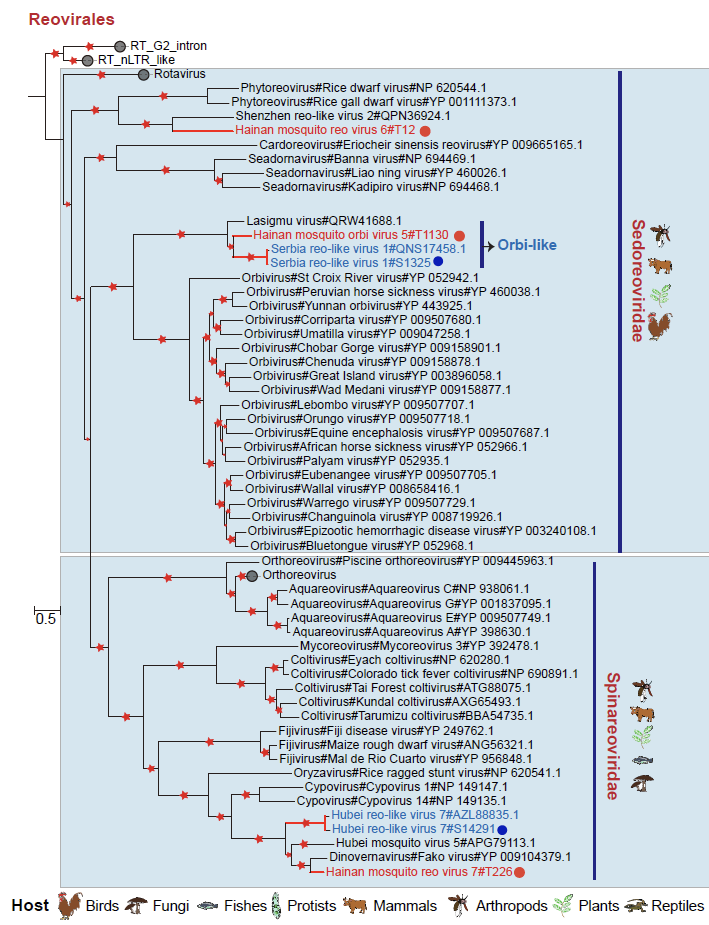 Reovirales
RT_G2_intron
RT_nLTR_like
Rotavirus
Phytoreovirus#Rice dwarf virus#NP 620544.1
Phytoreovirus#Rice gall dwarf virus#YP 001111373.1
Shenzhen reo-like virus 2#QPN36924.1
Hainan mosquito reo virus 6#T12
Cardoreovirus#Eriocheir sinensis reovirus#YP 009665165.1
Seadornavirus#Banna virus#NP 694469.1
Seadornavirus#Liao ning virus#YP 460026.1
Seadornavirus#Kadipiro virus#NP 694468.1
Lasigmu virus#QRW41688.1
Hainan mosquito orbi virus 5#T1130
Serbia reo-like virus 1#QNS17458.1
Orbi-like
Serbia reo-like virus 1#S1325
Sedoreoviridae
Orbivirus#St Croix River virus#YP 052942.1
Orbivirus#Peruvian horse sickness virus#YP 460038.1
Orbivirus#Yunnan orbivirus#YP 443925.1
Orbivirus#Corriparta virus#YP 009507680.1
Orbivirus#Umatilla virus#YP 009047258.1
Orbivirus#Chobar Gorge virus#YP 009158901.1
Orbivirus#Chenuda virus#YP 009158878.1
Orbivirus#Great Island virus#YP 003896058.1
Orbivirus#Wad Medani virus#YP 009158877.1
Orbivirus#Lebombo virus#YP 009507707.1
Orbivirus#Orungo virus#YP 009507718.1
Orbivirus#Equine encephalosis virus#YP 009507687.1
Orbivirus#African horse sickness virus#YP 052966.1
Orbivirus#Palyam virus#YP 052935.1
Orbivirus#Eubenangee virus#YP 009507705.1
Orbivirus#Wallal virus#YP 008658416.1
Orbivirus#Warrego virus#YP 009507729.1
Orbivirus#Changuinola virus#YP 008719926.1
Orbivirus#Epizootic hemorrhagic disease virus#YP 003240108.1
Orbivirus#Bluetongue virus#YP 052968.1
Orthoreovirus#Piscine orthoreovirus#YP 009445963.1
Orthoreovirus
Aquareovirus#Aquareovirus C#NP 938061.1
Aquareovirus#Aquareovirus G#YP 001837095.1
0.5
Aquareovirus#Aquareovirus E#YP 009507749.1
Aquareovirus#Aquareovirus A#YP 398630.1
Mycoreovirus#Mycoreovirus 3#YP 392478.1
Coltivirus#Eyach coltivirus#NP 620280.1
Coltivirus#Colorado tick fever coltivirus#NP 690891.1
Coltivirus#Tai Forest coltivirus#ATG88075.1
Coltivirus#Kundal coltivirus#AXG65493.1
Coltivirus#Tarumizu coltivirus#BBA54735.1
Spinareoviridae
Fijivirus#Fiji disease virus#YP 249762.1
Fijivirus#Maize rough dwarf virus#ANG56321.1
Fijivirus#Mal de Rio Cuarto virus#YP 956848.1
Oryzavirus#Rice ragged stunt virus#NP 620541.1
Cypovirus#Cypovirus 1#NP 149147.1
Cypovirus#Cypovirus 14#NP 149135.1
Hubei reo-like virus 7#AZL88835.1
Hubei reo-like virus 7#S14291
Hubei mosquito virus 5#APG79113.1
Dinovernavirus#Fako virus#YP 009104379.1
Hainan mosquito reo virus 7#T226
Host Birds Fungi Fishes Protists Mammals Arthropods Plants Reptiles